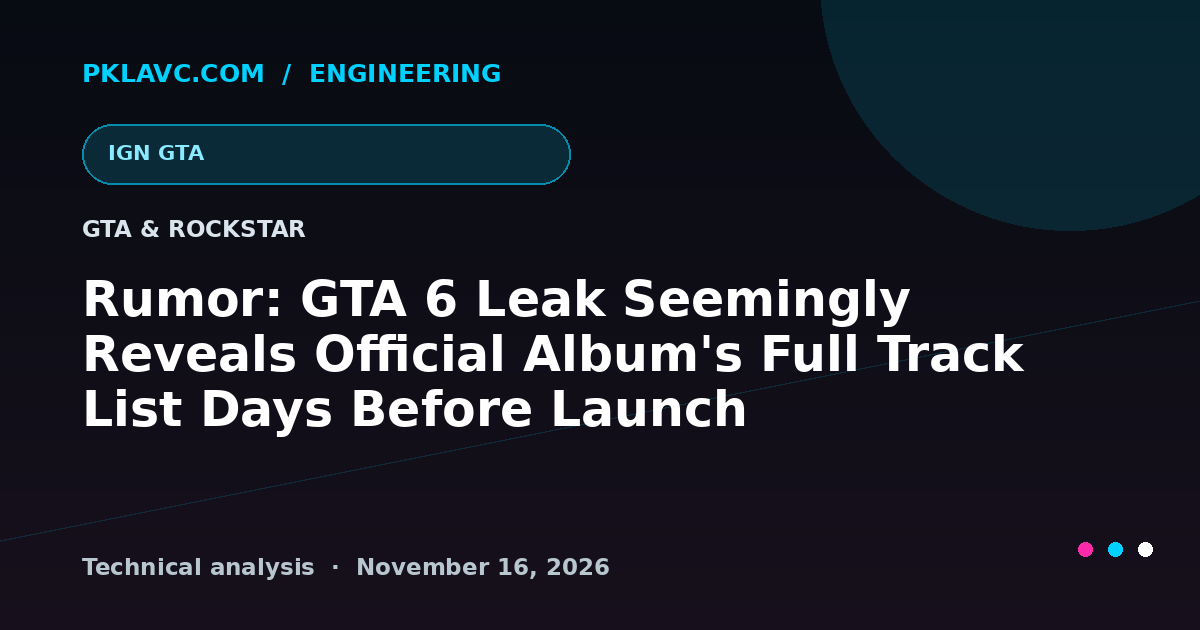 PKLAVC.COM / ENGINEERING
IGN GTA
GTA & ROCKSTAR
Rumor: GTA 6 Leak Seemingly
Reveals Official Album's Full Track
List Days Before Launch
Technical analysis · November 16, 2026